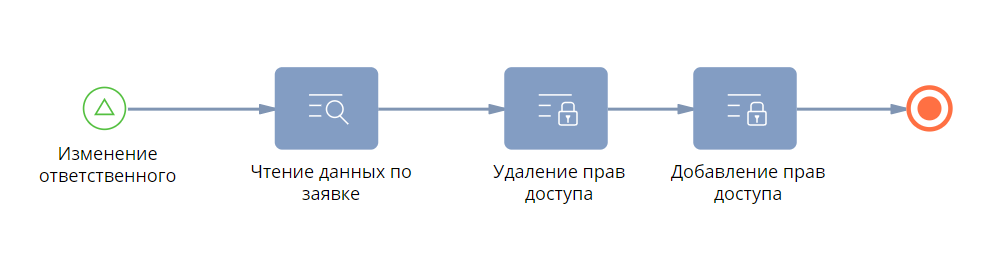 Изменение
ответственного
Чтение данных по
заявке
Удаление прав
доступа
Добавление прав
доступа